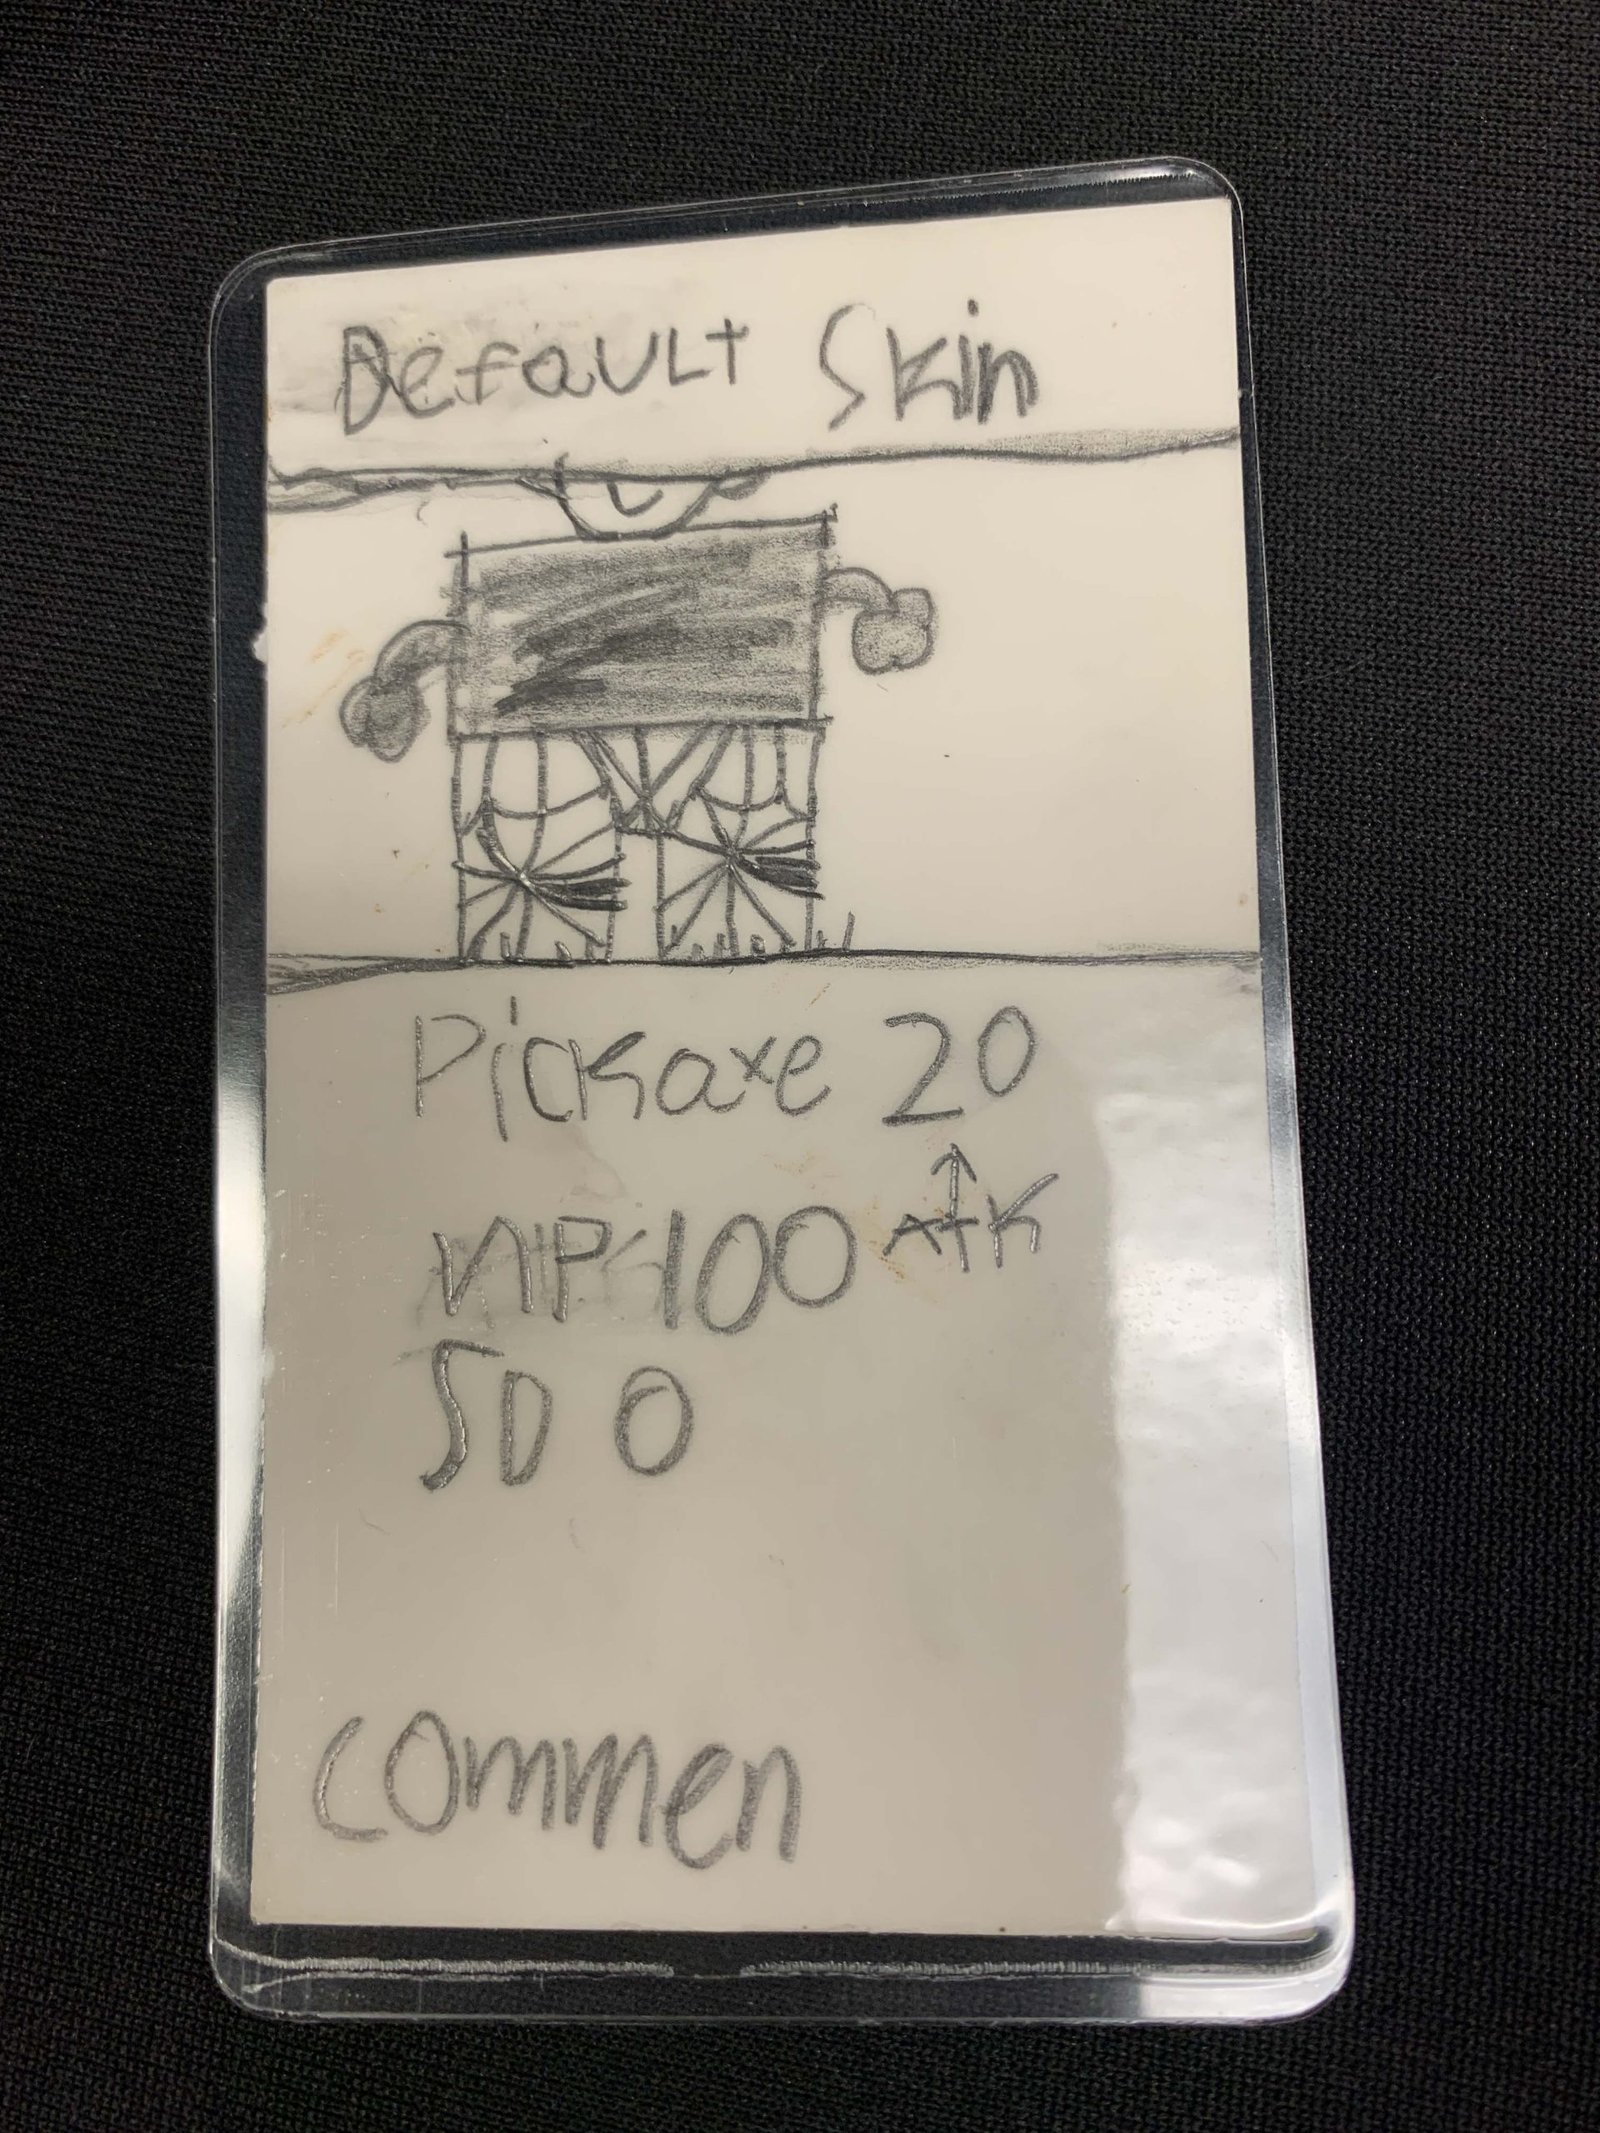 Default Skin
Pickaxe 20
↑
HP 100 ATK
SD 0
commen